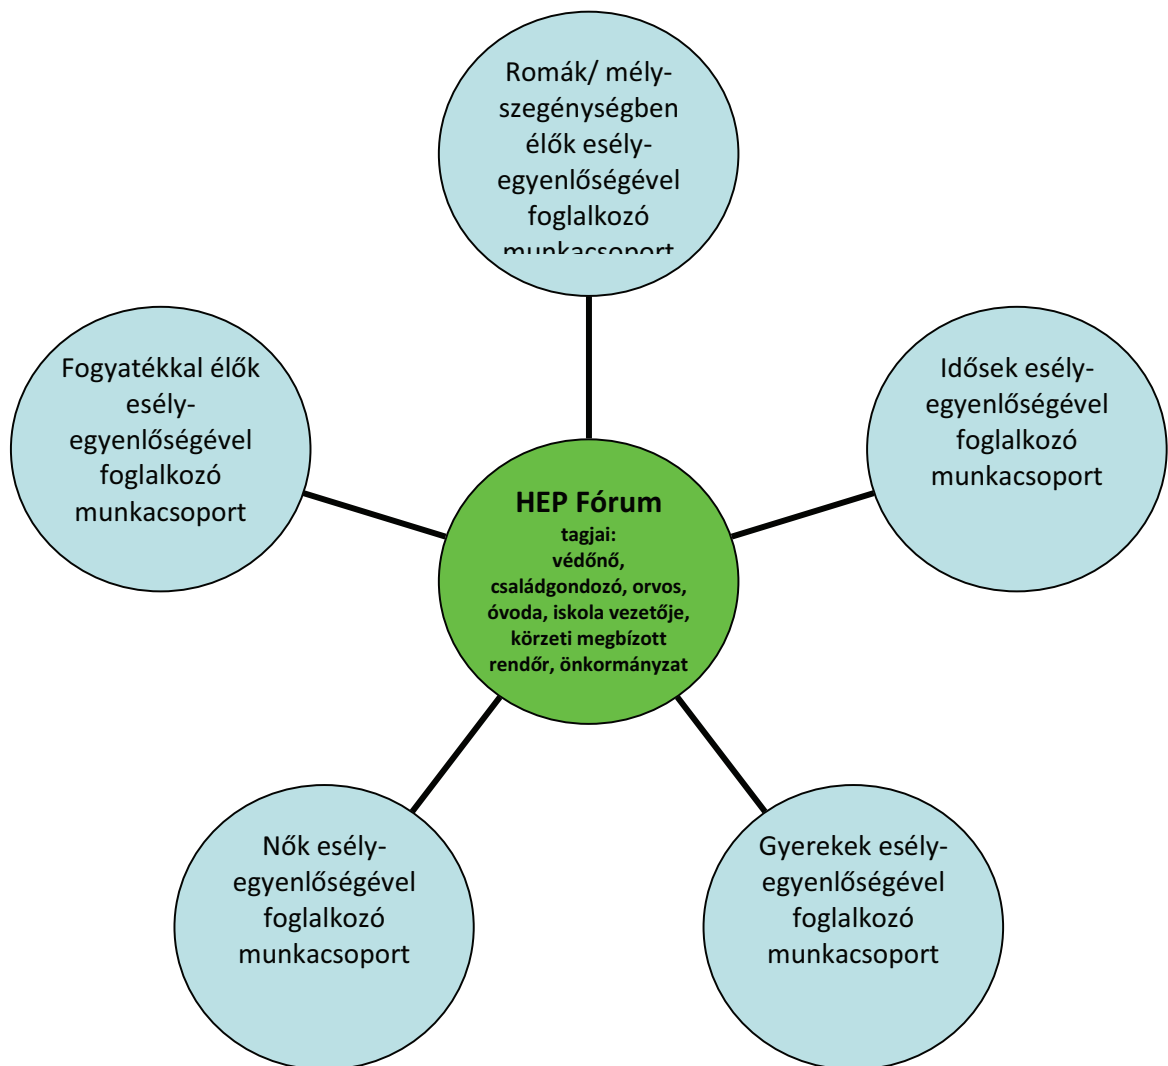 Romák/ mély-
szegénységben
élők esély-
egyenlőségével
foglalkozó
munkacsoport
Fogyatékkal élők
esély-
egyenlőségével
foglalkozó
munkacsoport
Idősek esély-
egyenlőségével
foglalkozó
munkacsoport
HEP Fórum
tagjai:
védőnő,
családgondozó, orvos,
óvoda, iskola vezetője,
körzeti megbízott
rendőr, önkormányzat
Nők esély-
egyenlőségével
foglalkozó
munkacsoport
Gyerekek esély-
egyenlőségével
foglalkozó
munkacsoport